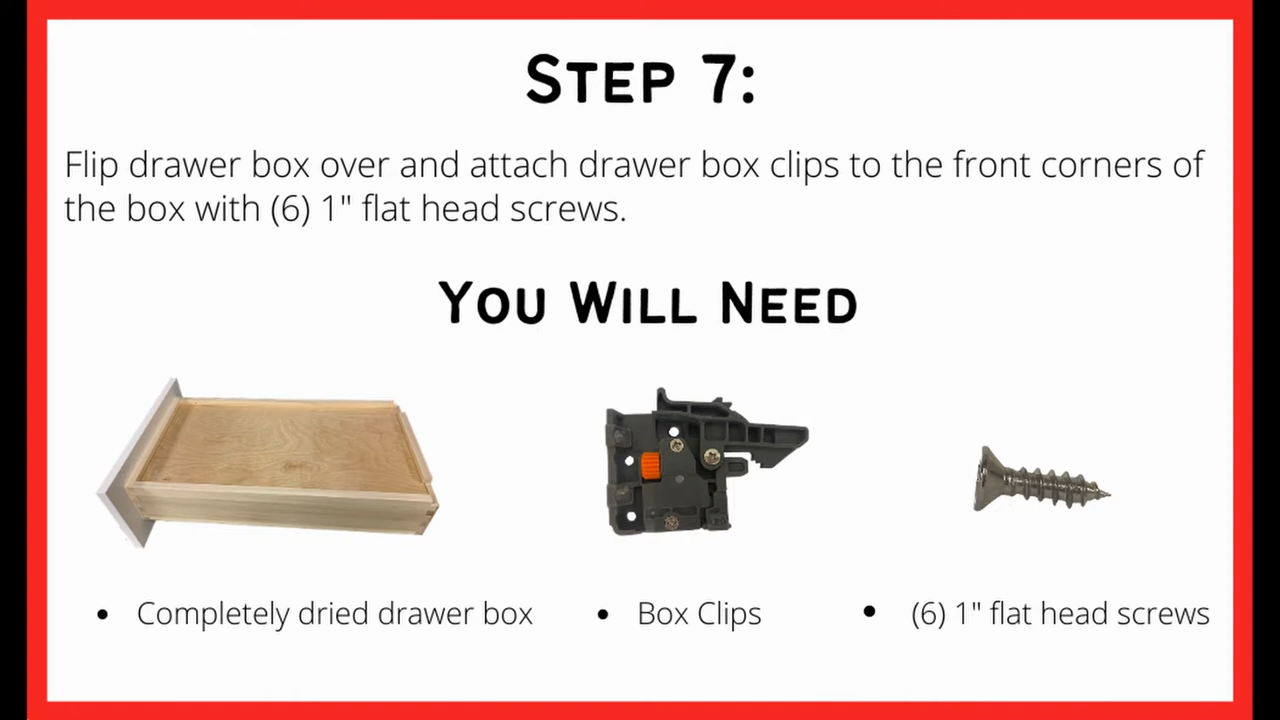 Step 7:
Flip drawer box over and attach drawer box clips to the front corners of
the box with (6) 1" flat head screws.
You Will Need
• Completely dried drawer box
• Box Clips
• (6) 1" flat head screws